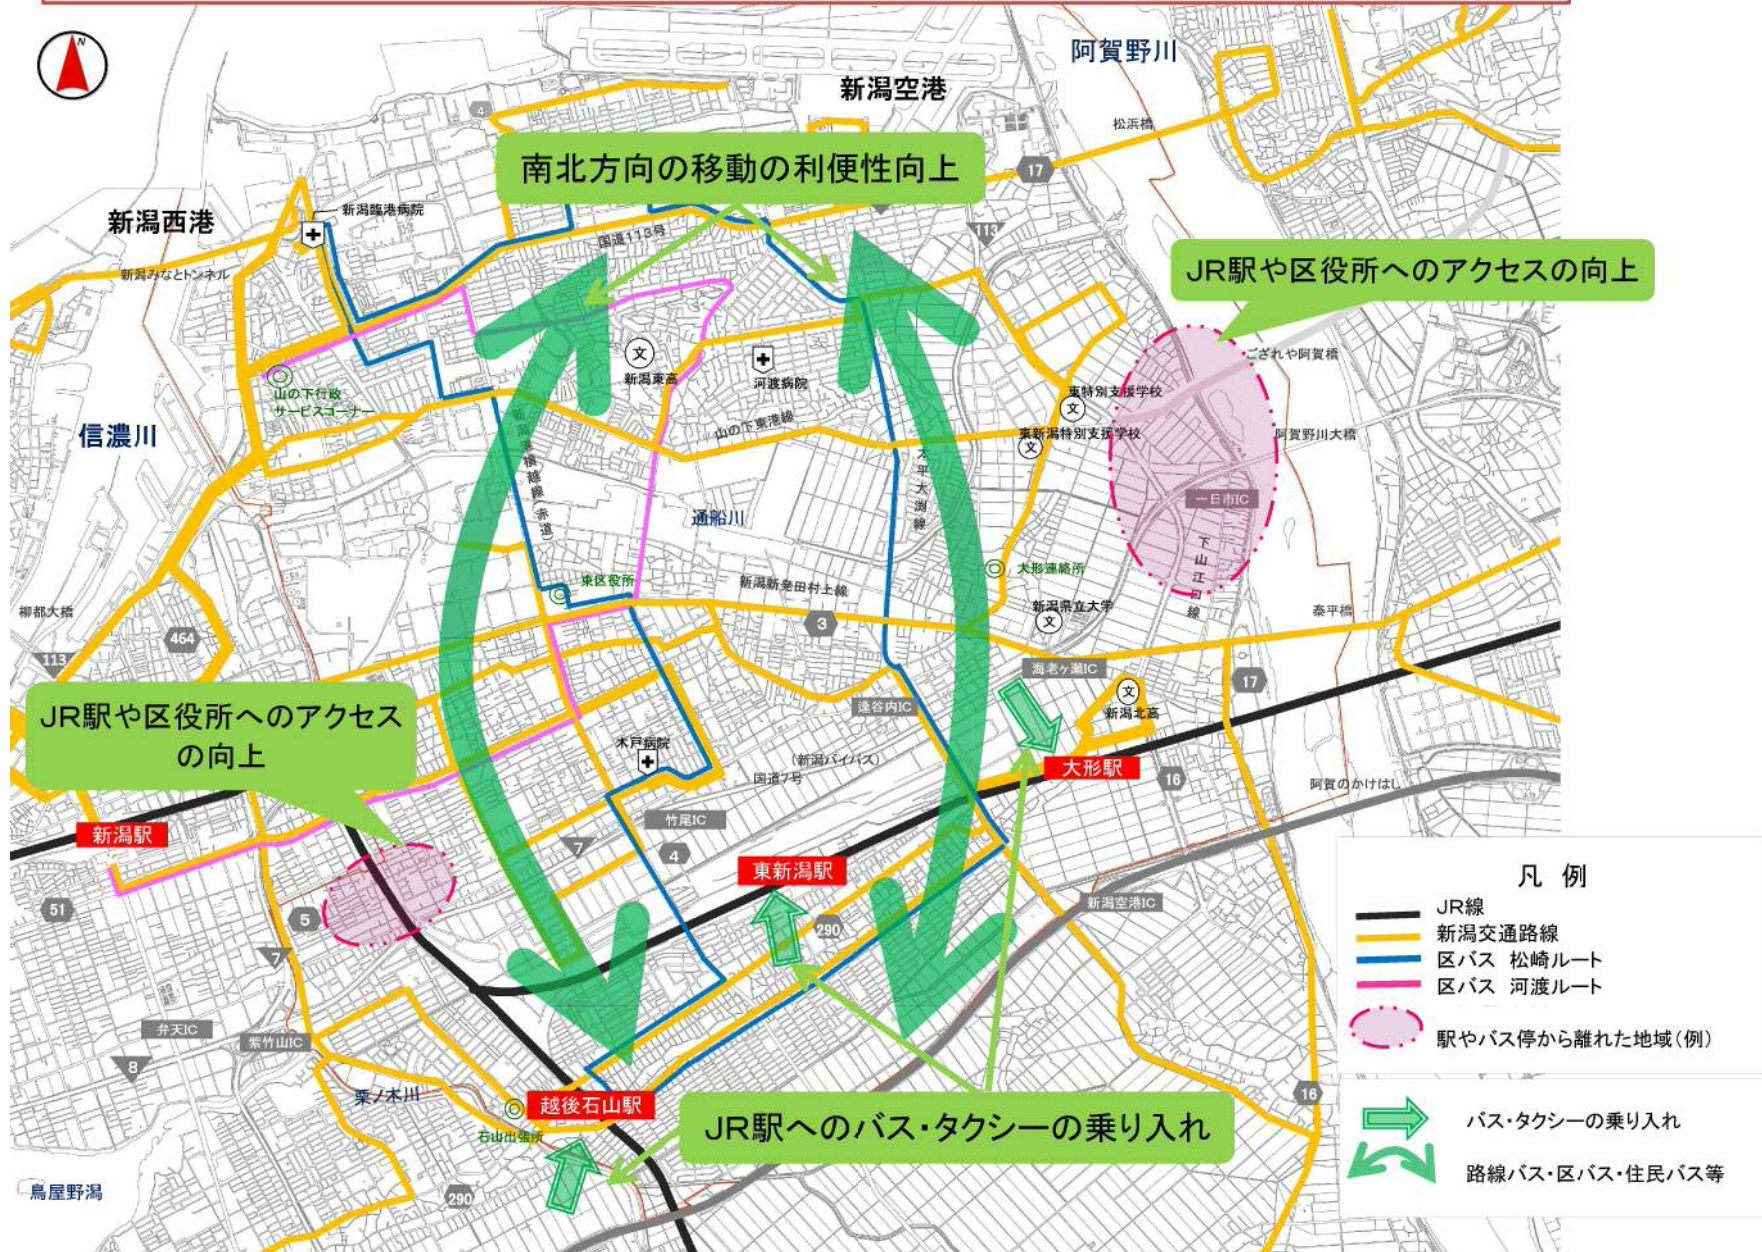 N
阿賀野川
新潟空港
4
松浜橋
南北方向の移動の利便性向上
17
新潟西港
新潟臨港病院
国道113号
113
新潟みなとトンネル
JR駅や区役所へのアクセスの向上
ござれや阿賀橋
文
新潟東高
河渡病院
山の下行政
サービスコーナー
東特別支援学校
文
信濃川
新潟港横越線(赤道)
山の下東港線
東新潟特別支援学校
文
阿賀野川大橋
太平大渕線
一日市IC
通船川
下山江口線
大形連絡所
東区役所
新潟新発田村上線
新潟県立大学
文
柳都大橋
泰平橋
3
464
113
海老ヶ瀬IC
17
文
新潟北高
JR駅や区役所へのアクセス
の向上
逢谷内IC
木戸病院
(新潟バイパス)
国道7号
大形駅
16
阿賀のかけはし
新潟駅
竹尾IC
7
4
東新潟駅
51
5
290
新潟空港IC
7
弁天IC
紫竹山IC
8
栗ノ木川
越後石山駅
石山出張所
JR駅へのバス・タクシーの乗り入れ
16
鳥屋野潟
290
凡 例
JR線
新潟交通路線
区バス 松崎ルート
区バス 河渡ルート
駅やバス停から離れた地域(例)
バス・タクシーの乗り入れ
路線バス・区バス・住民バス等